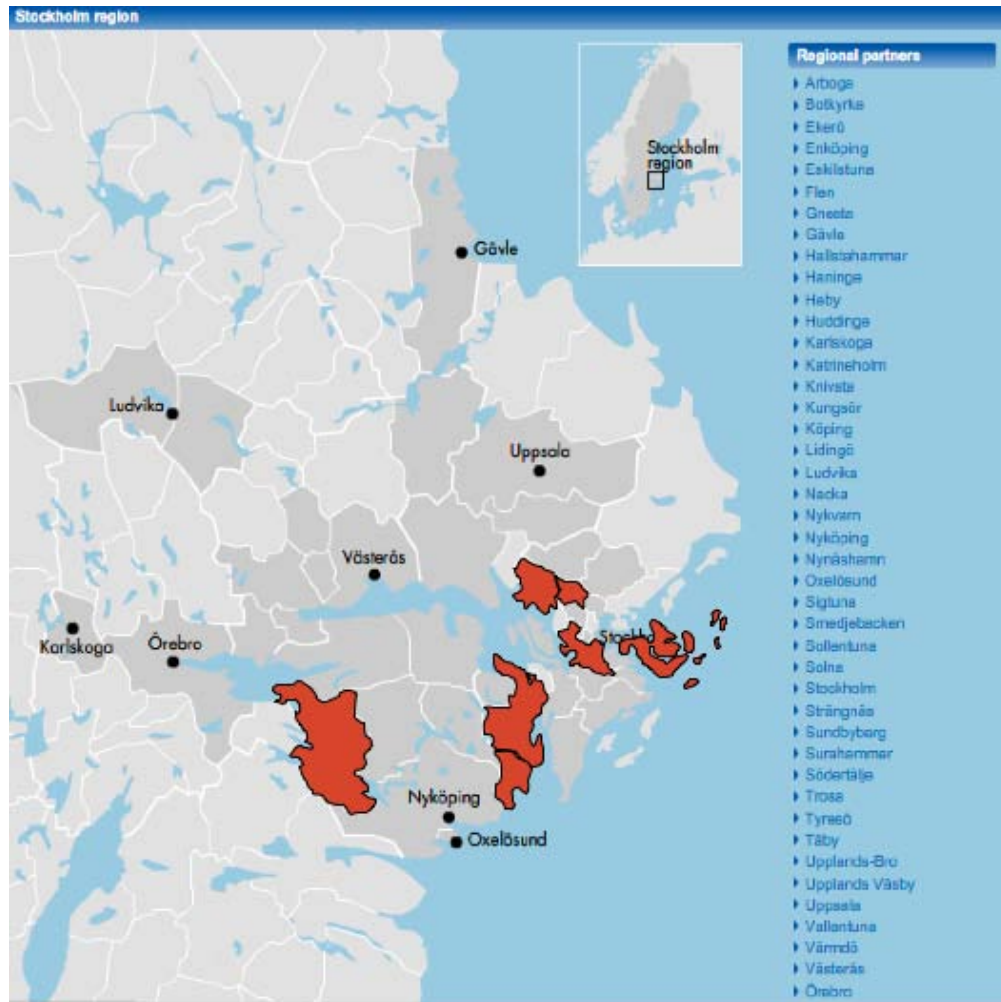 Stockholm region
Stockholm
region
Gävle
Ludvika
Uppsala
Västerås
Karlskoga
Örebro
Nyköping
Oxelösund
Regional partners
Arboga
Botkyrka
Ekerö
Enköping
Eskilstuna
Flen
Gnesta
Gävle
Hallstahammar
Haninge
Heby
Huddinge
Karlskoga
Katrineholm
Knivsta
Kungsör
Köping
Lidingö
Ludvika
Nacka
Nykvarn
Nyköping
Nynäshamn
Oxelösund
Sigtuna
Smedjebacken
Sollentuna
Solna
Stockholm
Strängnäs
Sundbyberg
Surahammar
Södertälje
Trosa
Tyresö
Täby
Upplands-Bro
Upplands Väsby
Uppsala
Vallentuna
Värmdö
Västerås
Örebro